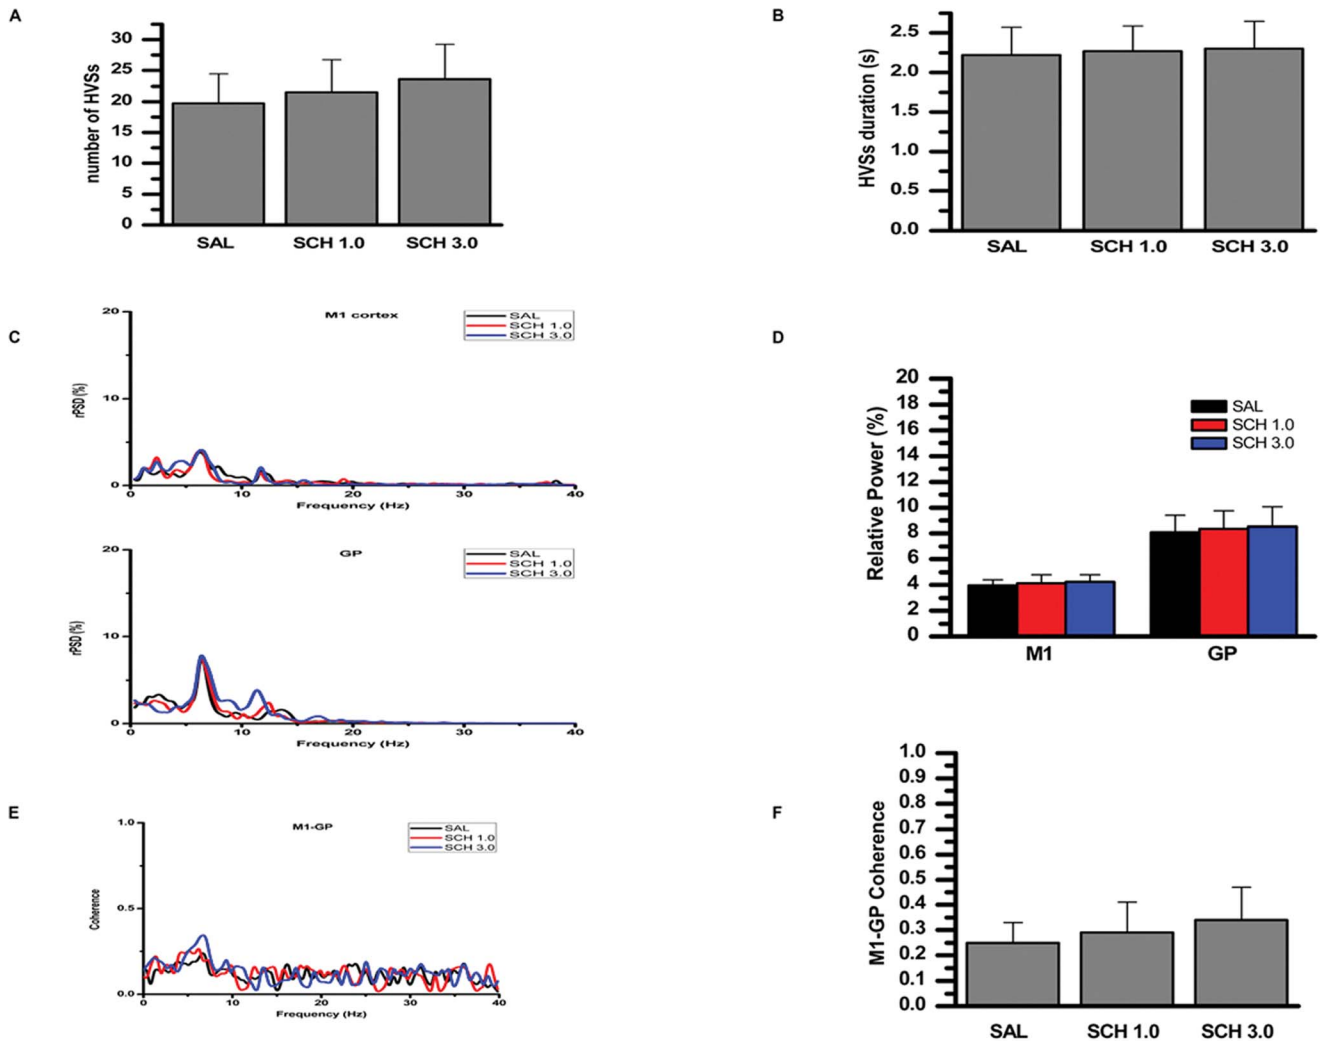 A
number of HVSs
30
25
20
15
10
5
0
SAL SCH 1.0 SCH 3.0
B
HVSs duration (s)
2.5
2.0
1.5
1.0
0.5
0.0
SAL SCH 1.0 SCH 3.0
C
M1 cortex
SAL
SCH 1.0
SCH 3.0
rPSD (%)
20
10
0
0 10 20 30 40
Frequency (Hz)
GP
SAL
SCH 1.0
SCH 3.0
rPSD (%)
20
10
0
0 10 20 30 40
Frequency (Hz)
D
Relative Power (%)
20
18
16
14
12
10
8
6
4
2
0
SAL
SCH 1.0
SCH 3.0
M1 GP
E
M1-GP
SAL
SCH 1.0
SCH 3.0
Coherence
1.0
0.5
0.0
0 10 20 30 40
Frequency (Hz)
F
M1-GP Coherence
1.0
0.9
0.8
0.7
0.6
0.5
0.4
0.3
0.2
0.1
0.0
SAL SCH 1.0 SCH 3.0